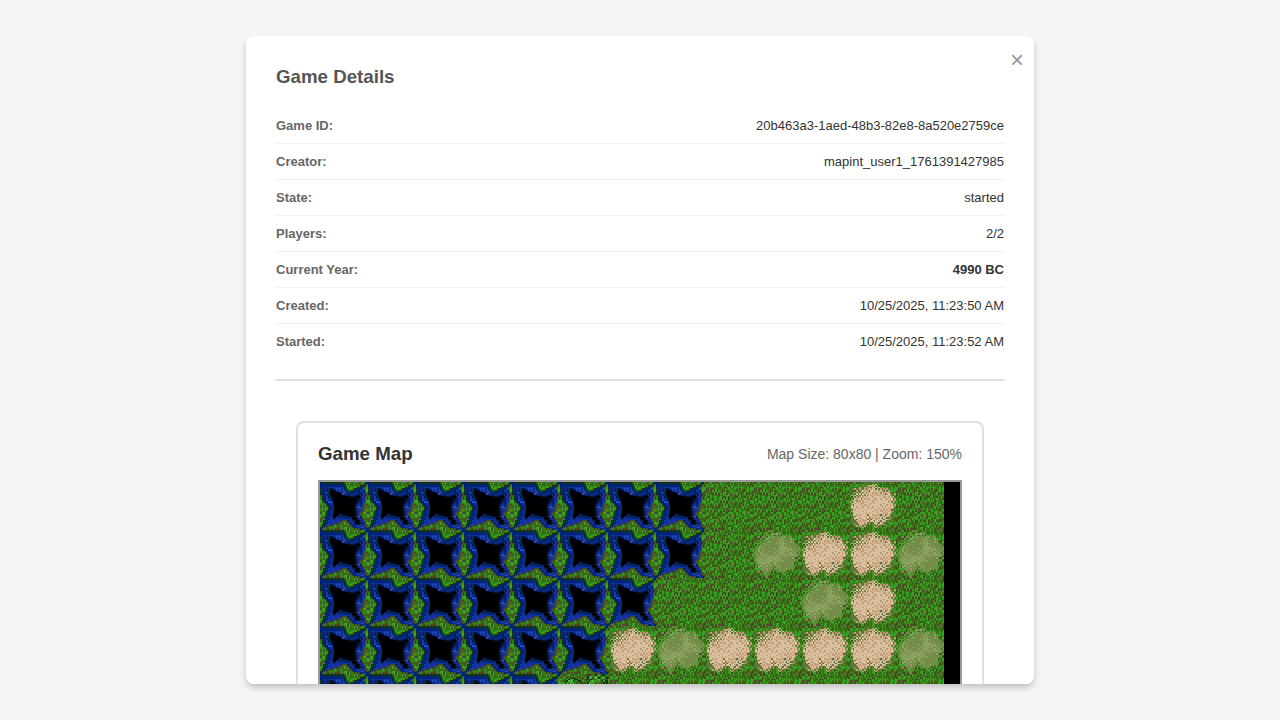 Game Details
×
Game ID: 20b463a3-1aed-48b3-82e8-8a520e2759ce
Creator: mapint_user1_1761391427985
State: started
Players: 2/2
Current Year: 4990 BC
Created: 10/25/2025, 11:23:50 AM
Started: 10/25/2025, 11:23:52 AM
Game Map
Map Size: 80x80 | Zoom: 150%